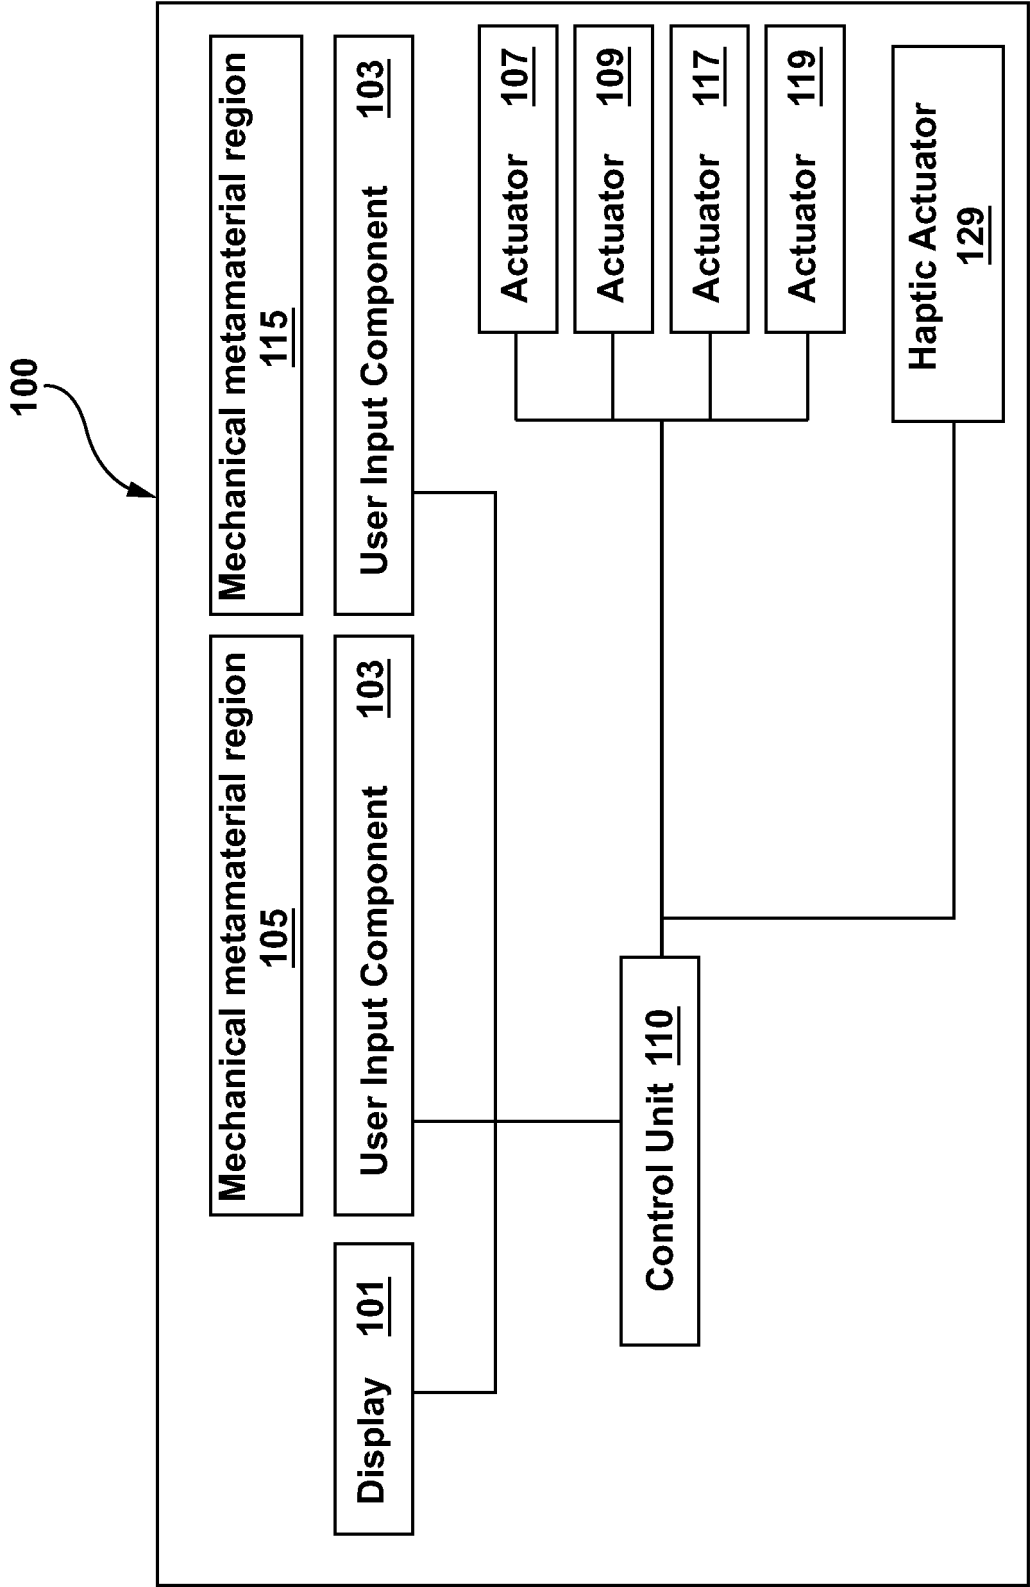 100
Mechanical metamaterial region
105
Mechanical metamaterial region
115
Display 101
User Input Component 103
User Input Component 103
Control Unit 110
Actuator 107
Actuator 109
Actuator 117
Actuator 119
Haptic Actuator
129